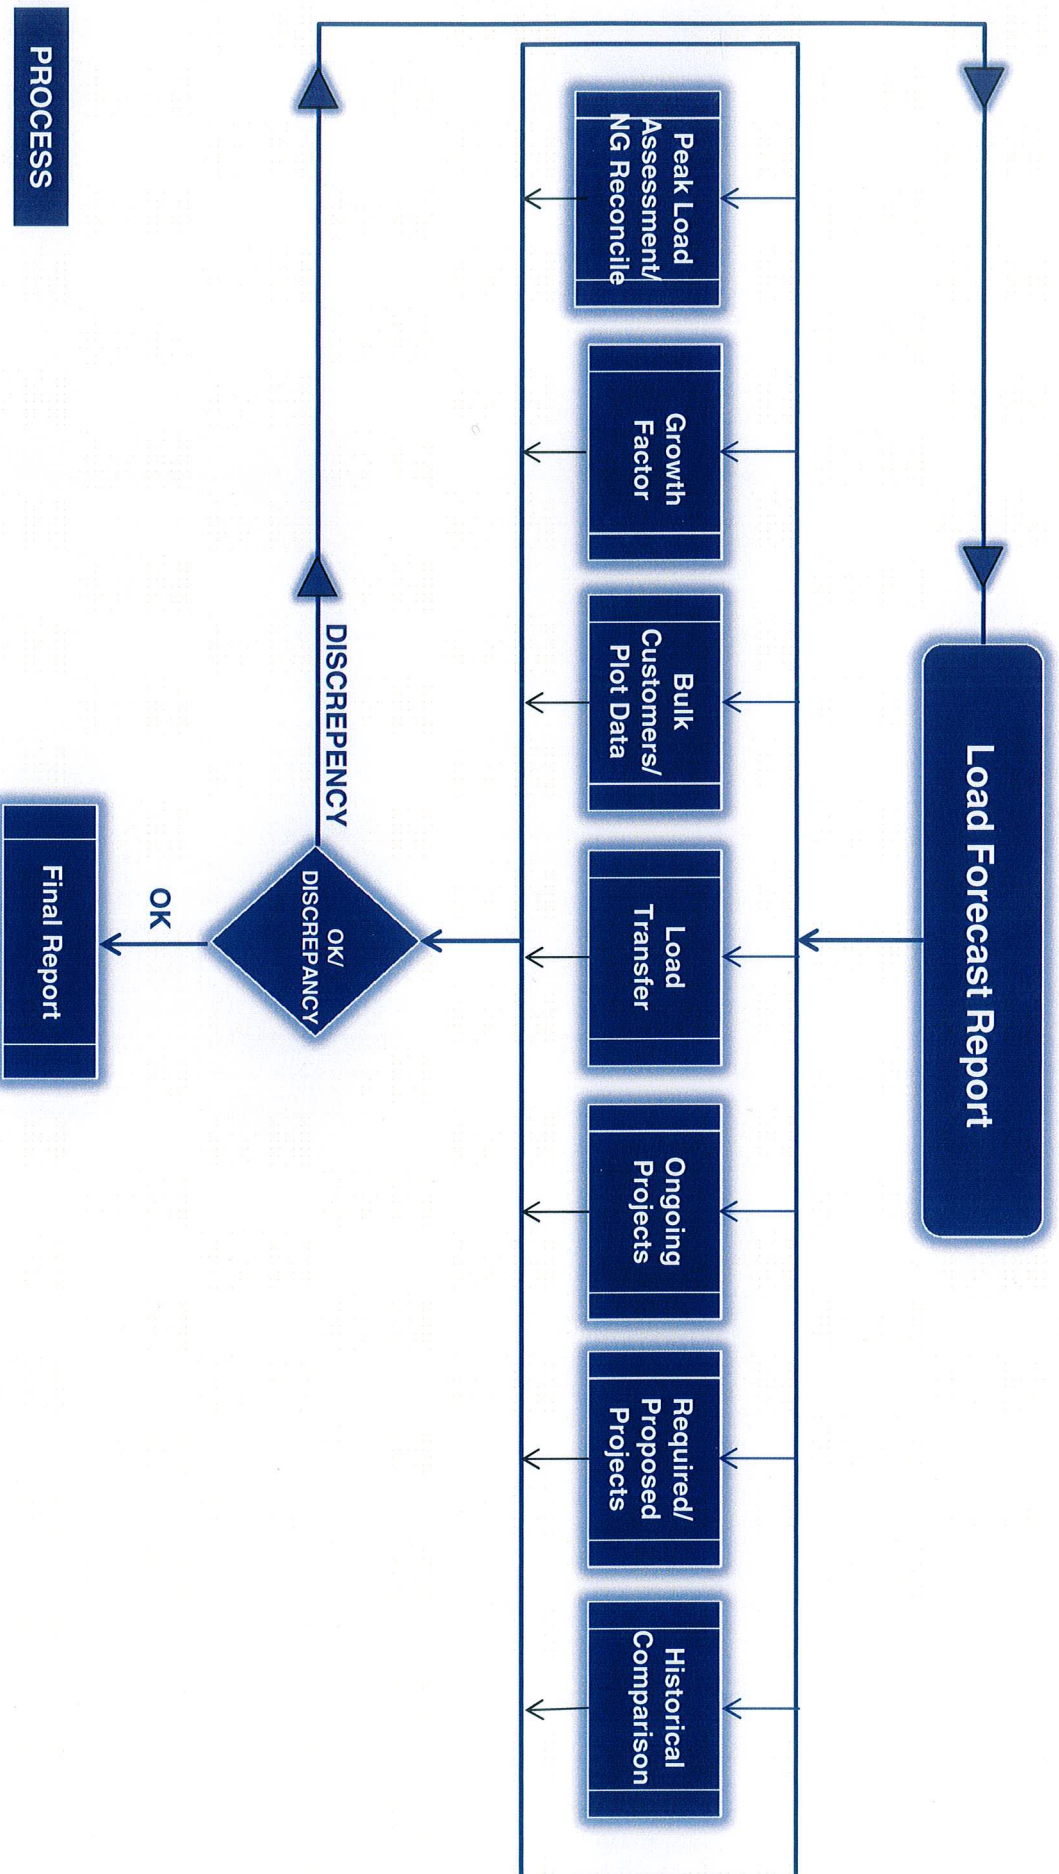 Load Forecast Report
Peak Load
Assessment/
NG Reconcile
Growth
Factor
Bulk
Customers/
Plot Data
Load
Transfer
Ongoing
Projects
Required/
Proposed
Projects
Historical
Comparison
DISCREPENCY
OK/
DISCREPANCY
OK
Final Report
PROCESS